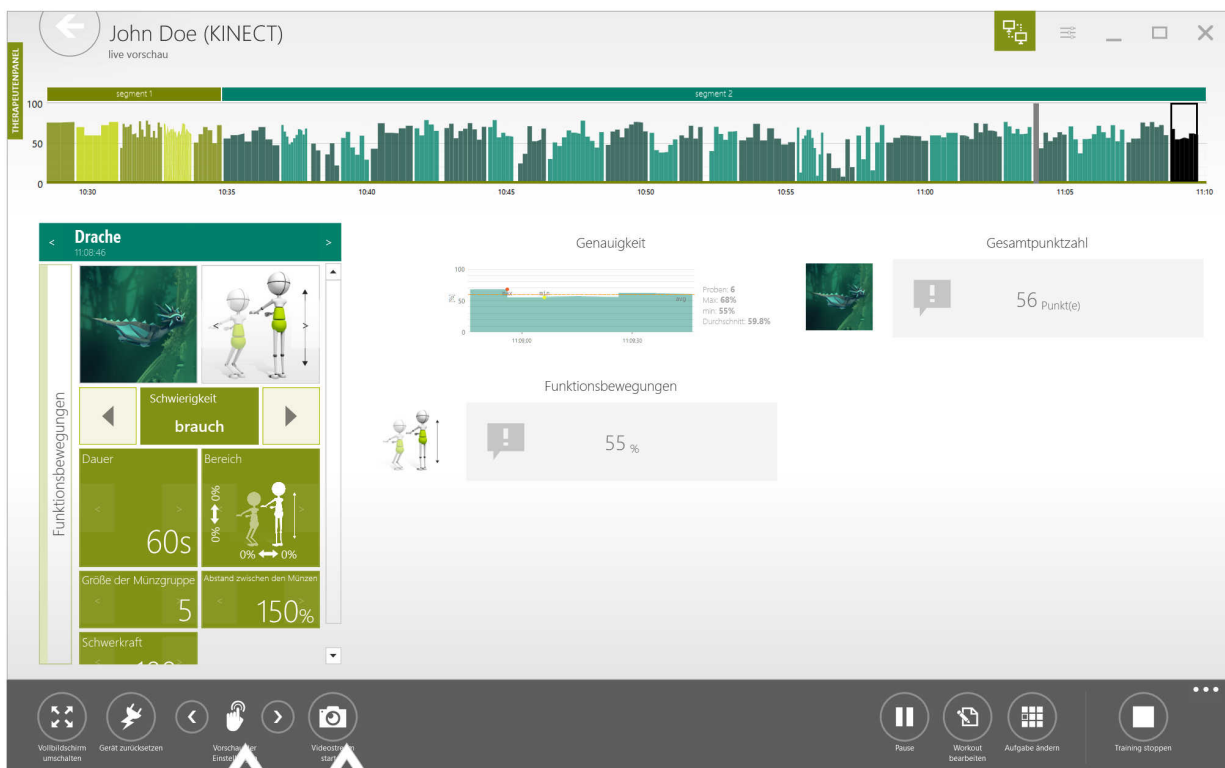 John Doe (KINECT)
live vorschau
THERAPEUTENPANEL
segment 1
segment 2
100
50
0
10:30
10:35
10:40
10:45
10:50
10:55
11:00
11:05
11:10
< Drache >
11:08:46
Funktionsbewegungen
Schwierigkeit
brauch
Dauer
60s
Bereich
0% 0%
0% 0%
Größe der Münzgruppe
5
Abstand zwischen den Münzen
150%
Schwerkraft
Genauigkeit
100
%
50
0
max
min
avg
11:09:00
11:09:30
Proben: 6
Max: 68%
min: 55%
Durchschnitt: 59.8%
Gesamtpunktzahl
56 Punkt(e)
Funktionsbewegungen
55 %
Vollbildschirm
umschalten
Gerät zurücksetzen
Pause
Workout
bearbeiten
Aufgabe ändern
Training stoppen